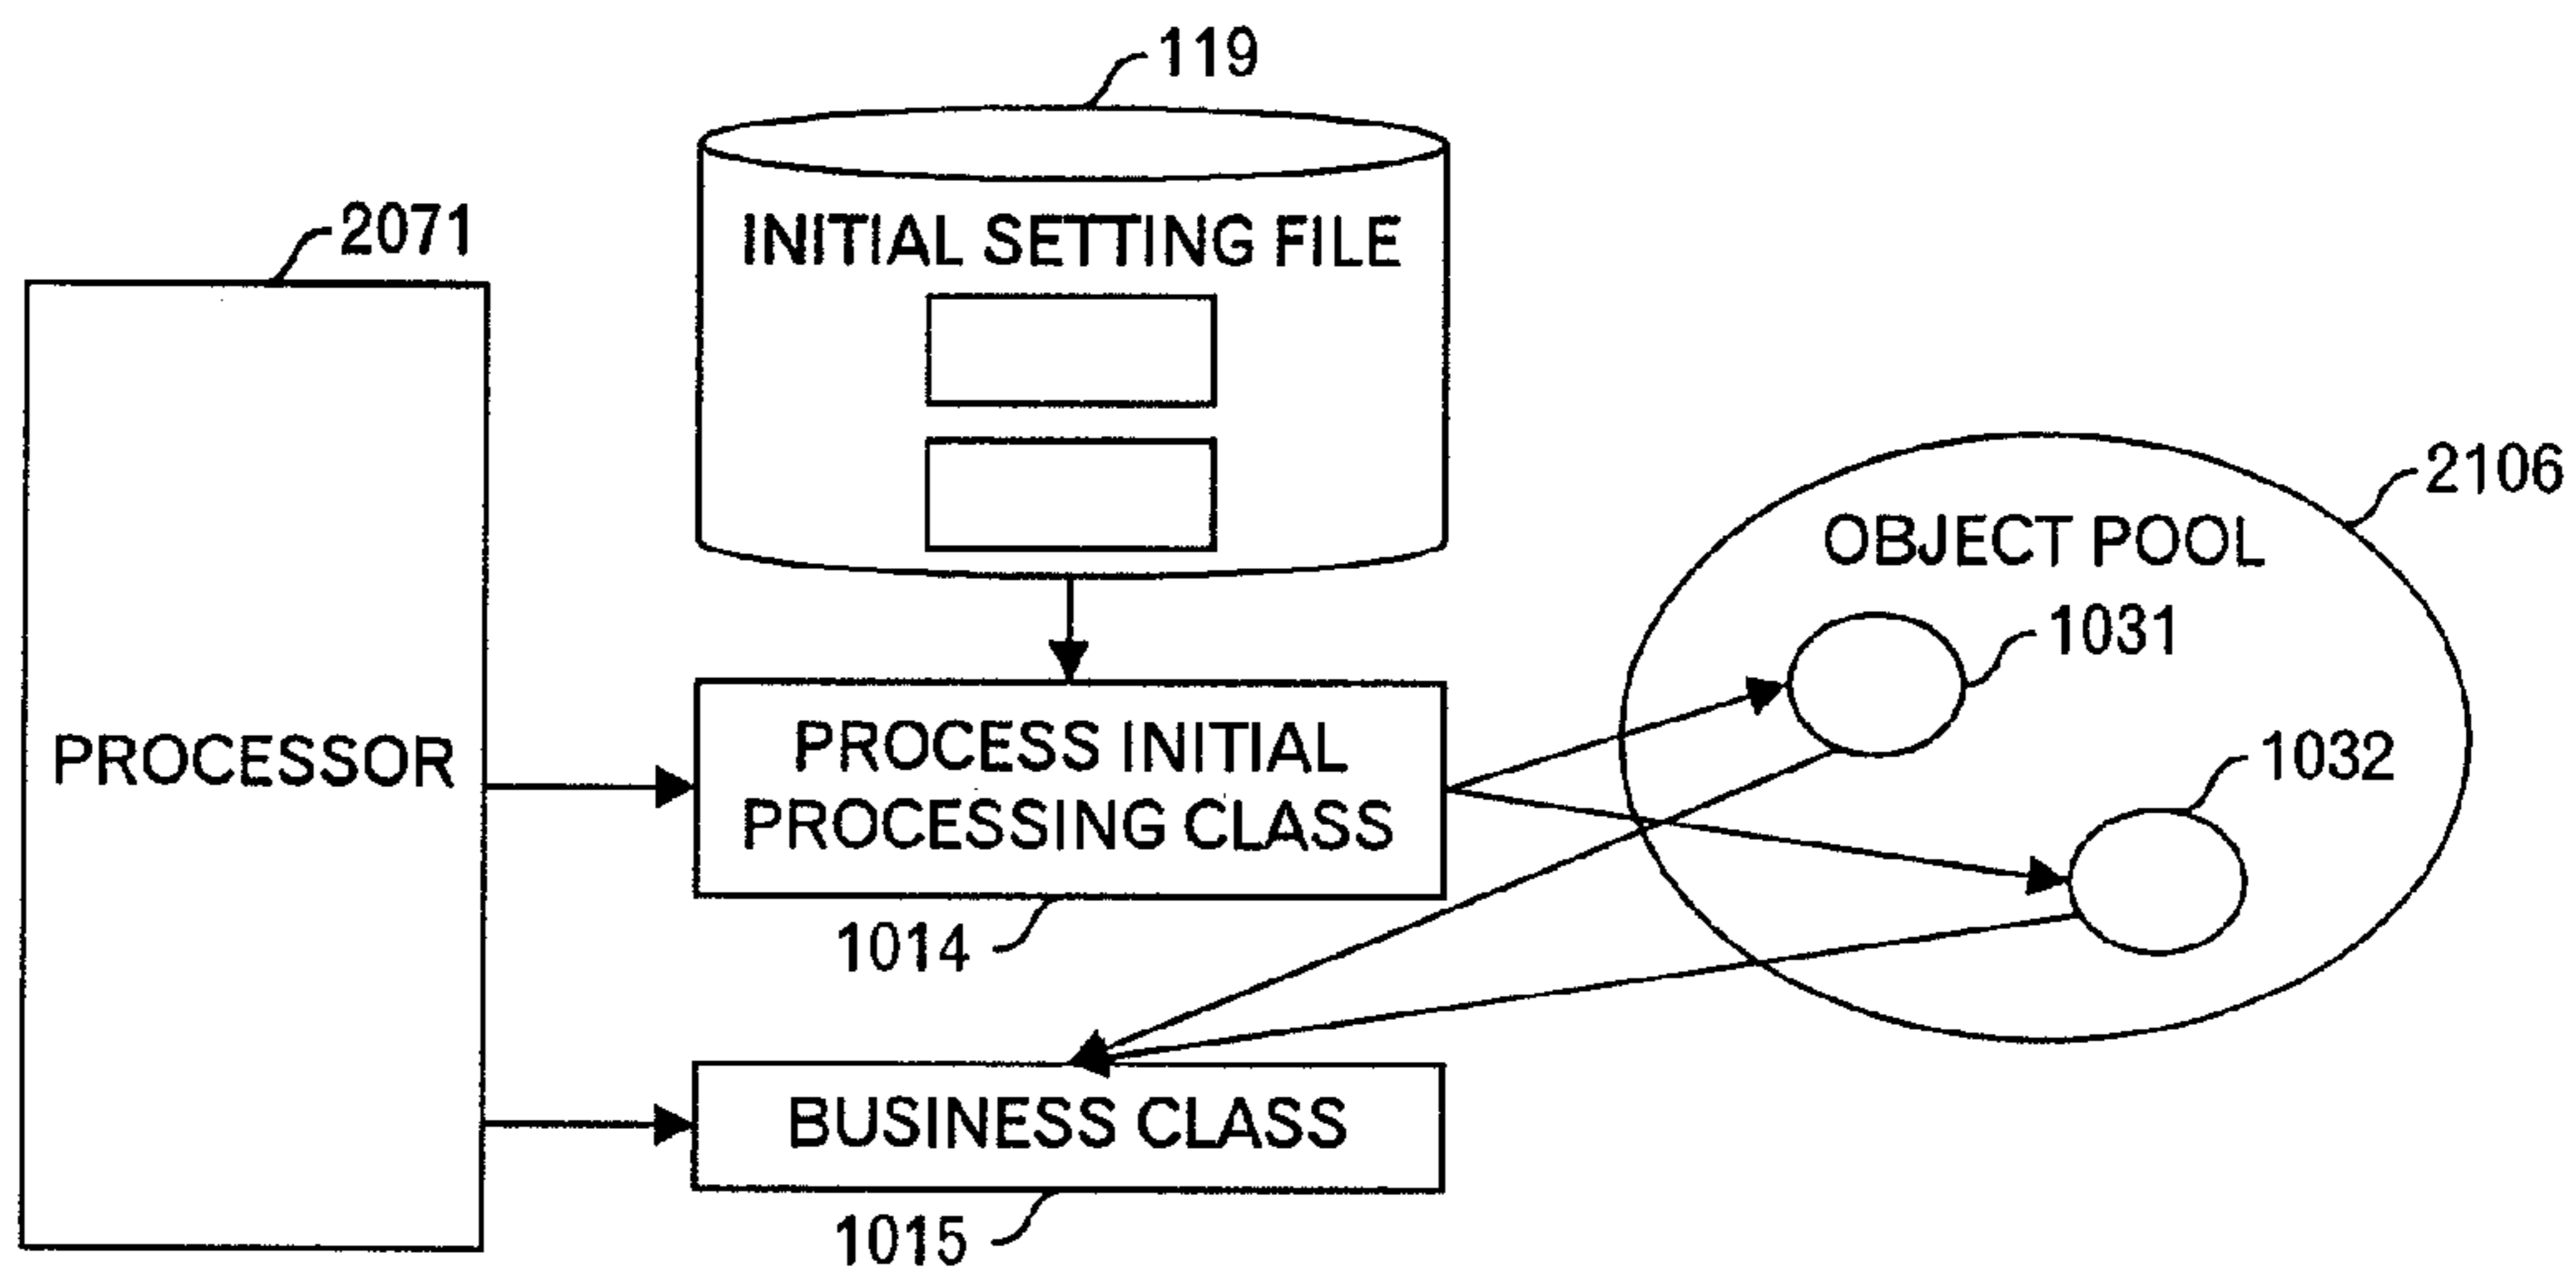 119
2071
INITIAL SETTING FILE
2106
OBJECT POOL
1031
PROCESSOR
PROCESS INITIAL
PROCESSING CLASS
1032
1014
BUSINESS CLASS
1015